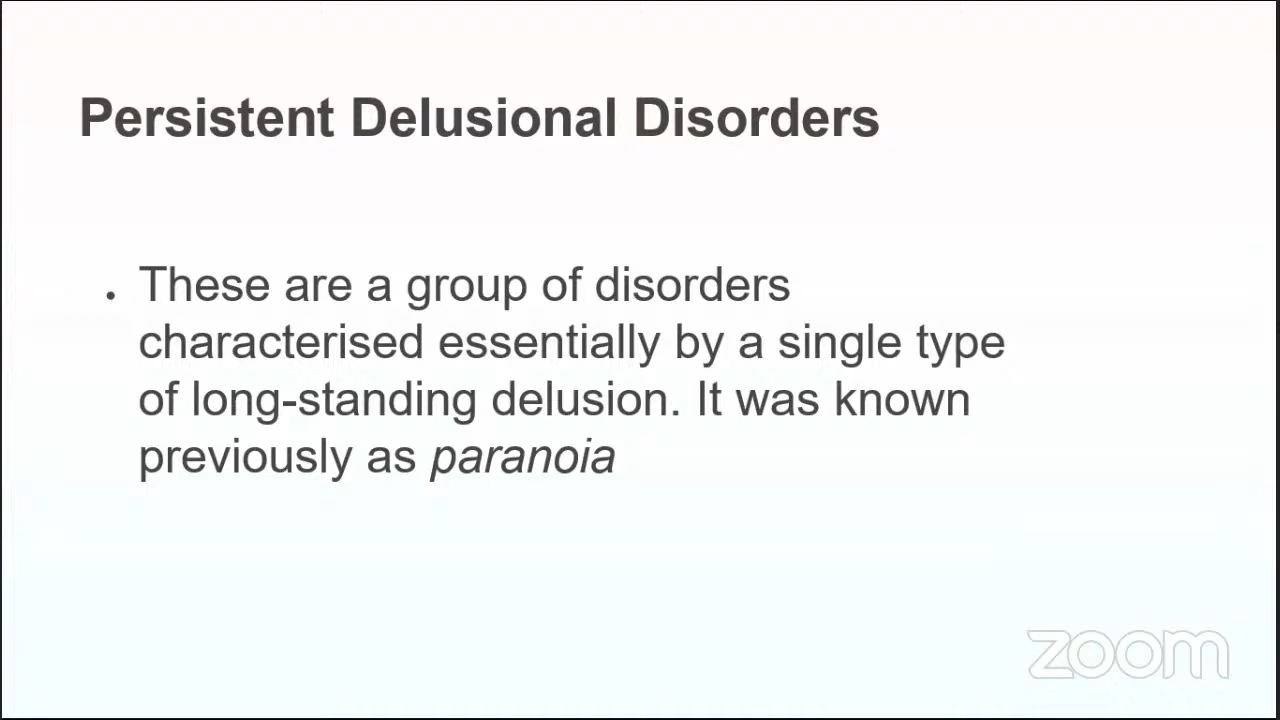 Persistent Delusional Disorders
• These are a group of disorders
characterised essentially by a single type
of long-standing delusion. It was known
previously as paranoia
zoom